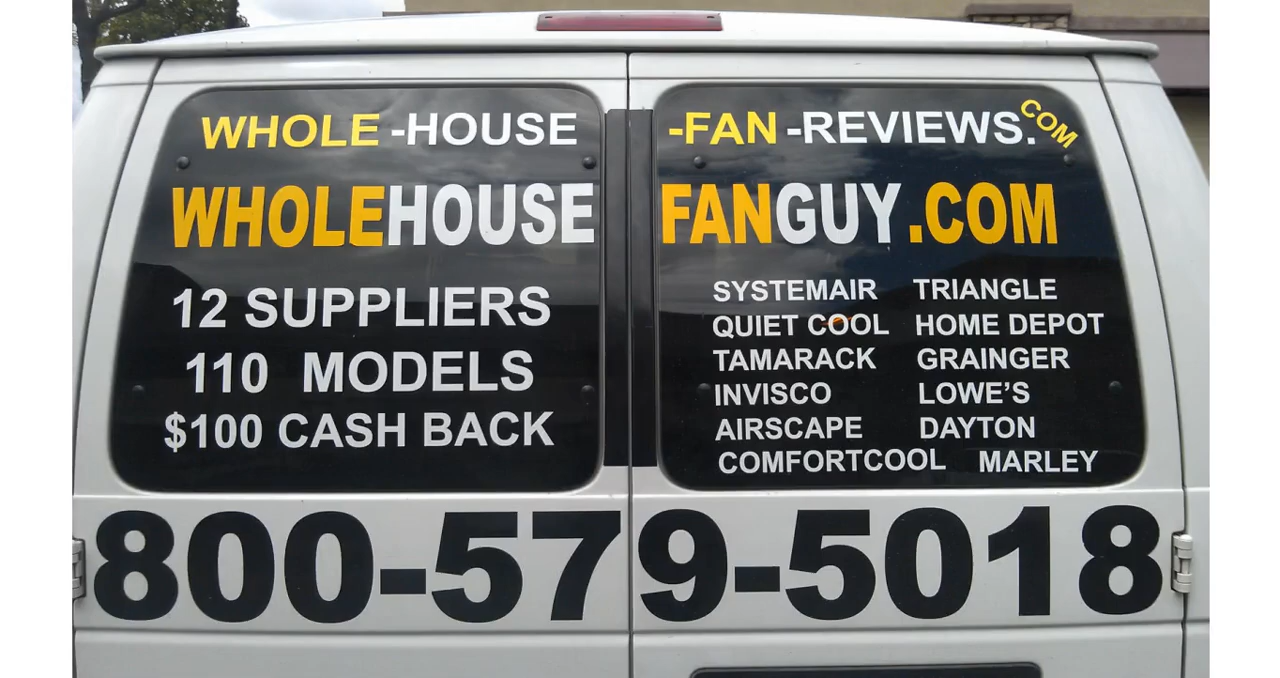 WHOLE-HOUSE -FAN-REVIEWS.COM
WHOLEHOUSE FANGUY.COM
12 SUPPLIERS
110 MODELS
$100 CASH BACK
SYSTEMAIR TRIANGLE
QUIET COOL HOME DEPOT
TAMARACK GRAINGER
INVISCO LOWE'S
AIRSCAPE DAYTON
COMFORTCOOL MARLEY
800-579-5018